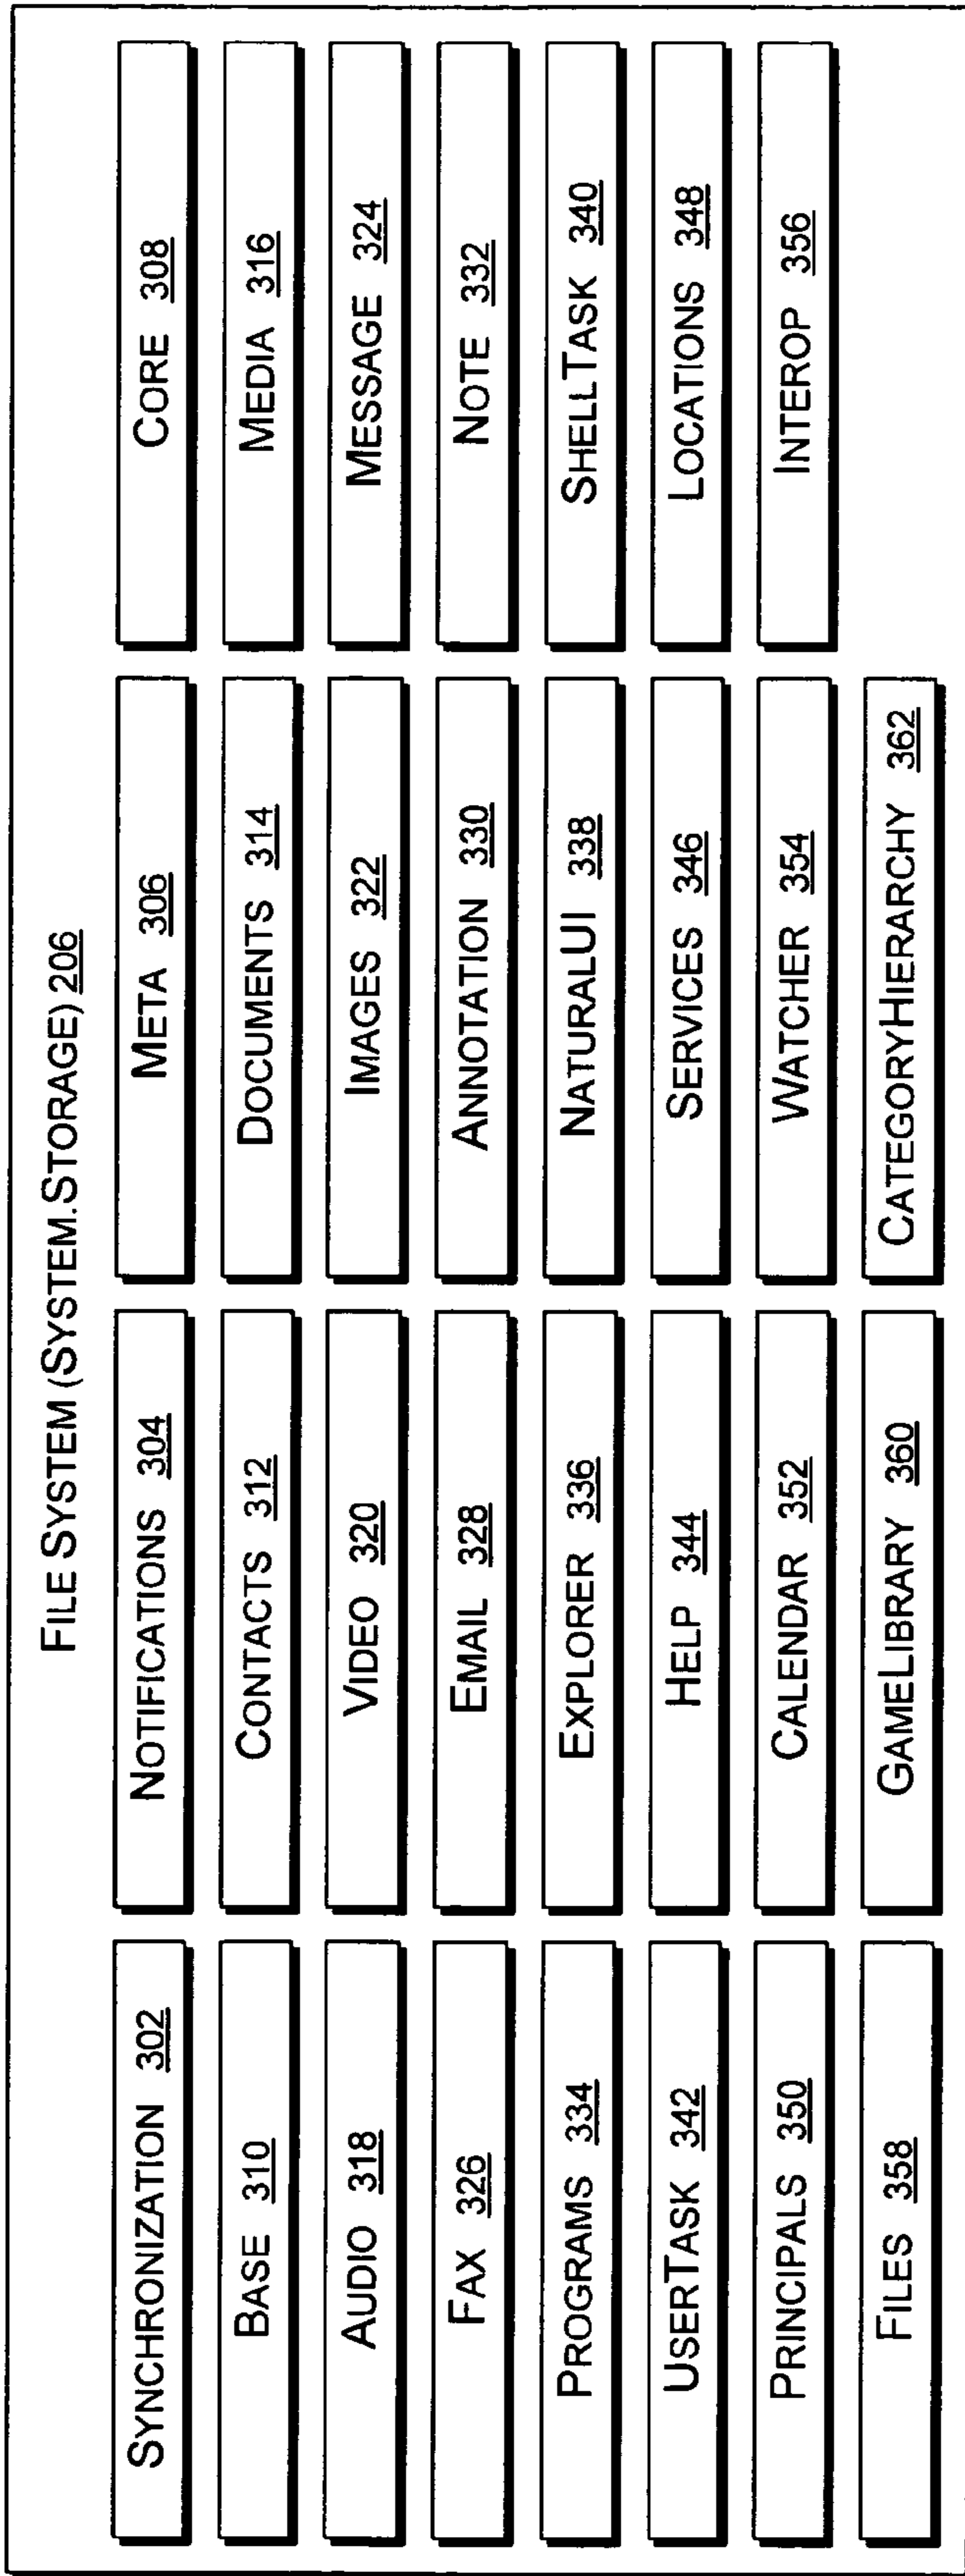 FILE SYSTEM (SYSTEM.STORAGE) 206
SYNCHRONIZATION 302
NOTIFICATIONS 304
META 306
CORE 308
BASE 310
CONTACTS 312
DOCUMENTS 314
MEDIA 316
AUDIO 318
VIDEO 320
IMAGES 322
MESSAGE 324
FAX 326
EMAIL 328
ANNOTATION 330
NOTE 332
PROGRAMS 334
EXPLORER 336
NATURALUI 338
SHELLTASK 340
USERTASK 342
HELP 344
SERVICES 346
LOCATIONS 348
PRINCIPALS 350
CALENDAR 352
WATCHER 354
INTEROP 356
FILES 358
GAMELIBRARY 360
CATEGORYHIERARCHY 362